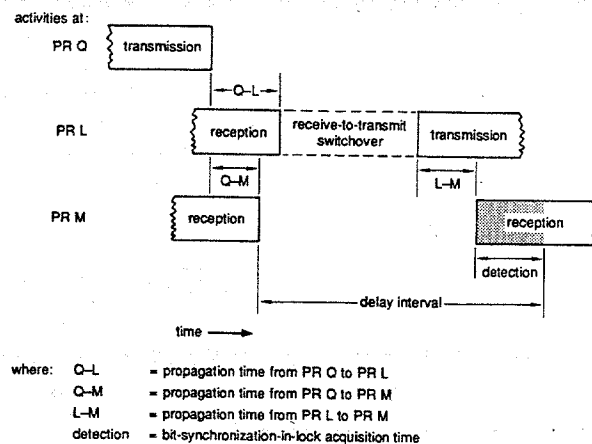 activities at:
PR Q
transmission
Q–L
PR L
reception
receive-to-transmit
switchover
transmission
Q–M
L–M
PR M
reception
reception
detection
delay interval
time
where: Q–L = propagation time from PR Q to PR L
Q–M = propagation time from PR Q to PR M
L–M = propagation time from PR L to PR M
detection = bit-synchronization-in-lock acquisition time